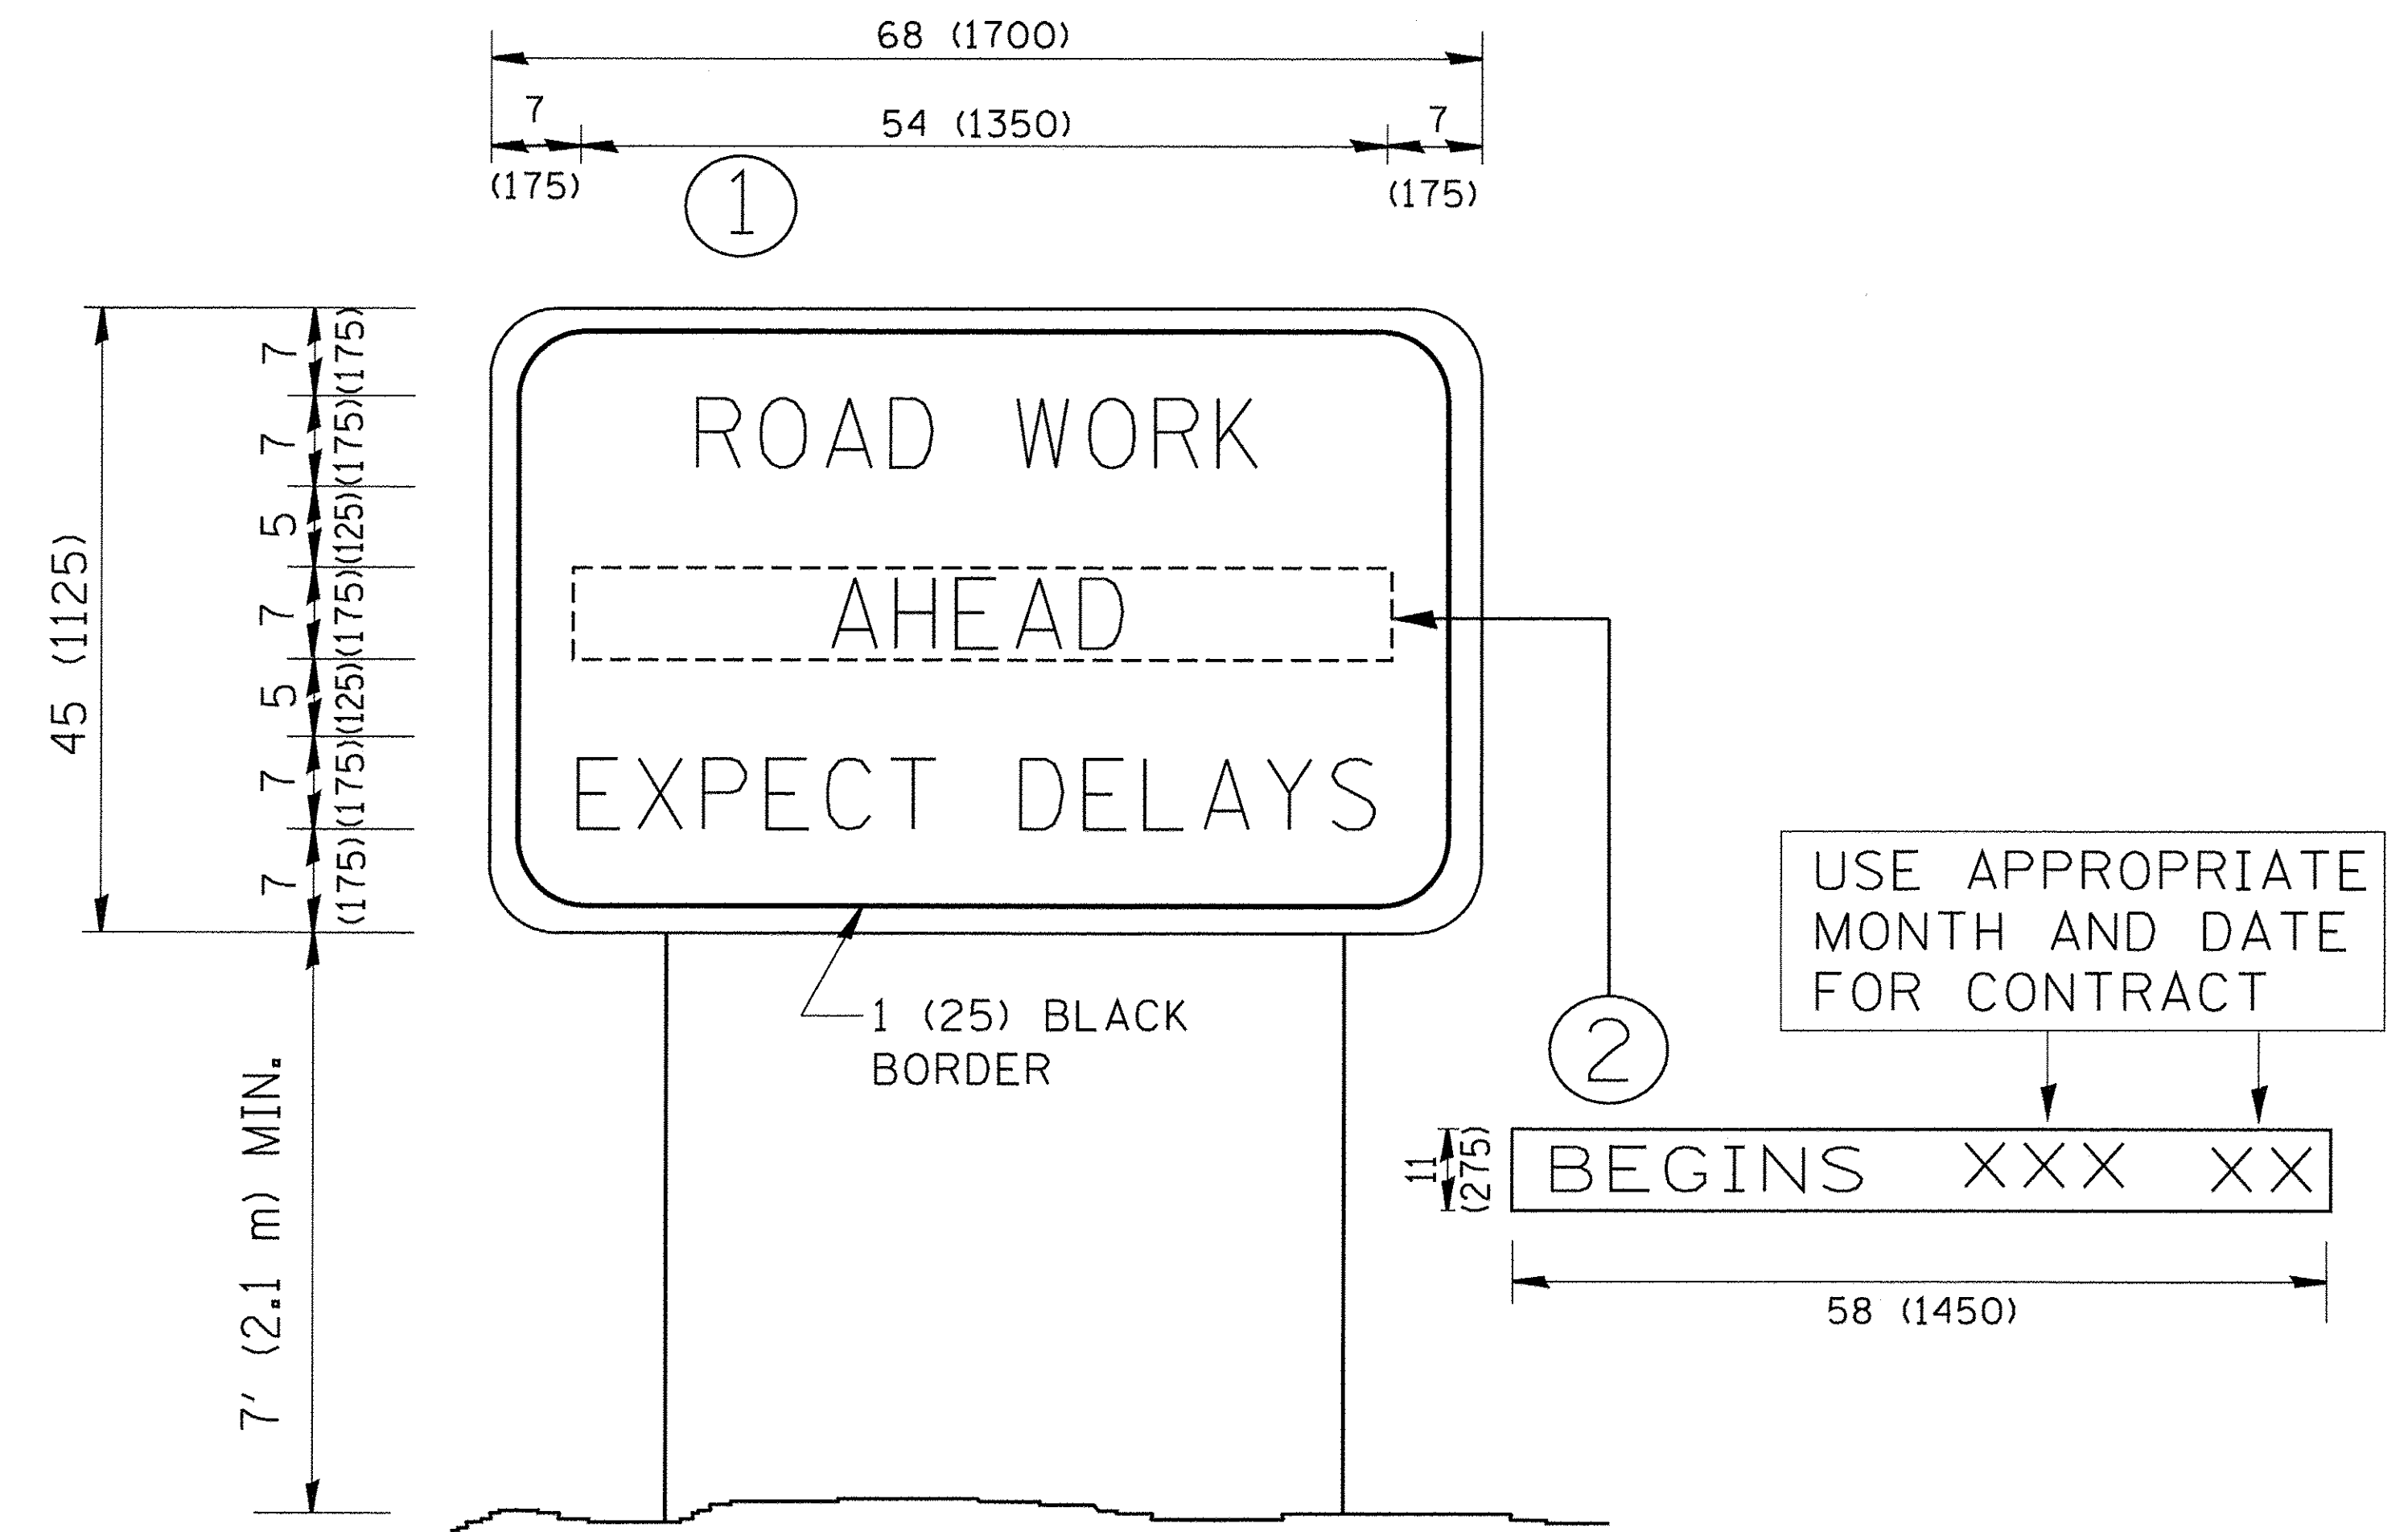 68 (1700)
7
54 (1350)
7
(175)
(175)
1
45 (1125)
7
(175)
7
(175)
5
(125)
7
(175)
5
(125)
7
(175)
7
(175)
ROAD WORK
AHEAD
EXPECT DELAYS
1 (25) BLACK
BORDER
7' (2.1 m) MIN.
2
USE APPROPRIATE
MONTH AND DATE
FOR CONTRACT
11
(275)
BEGINS XXX XX
58 (1450)